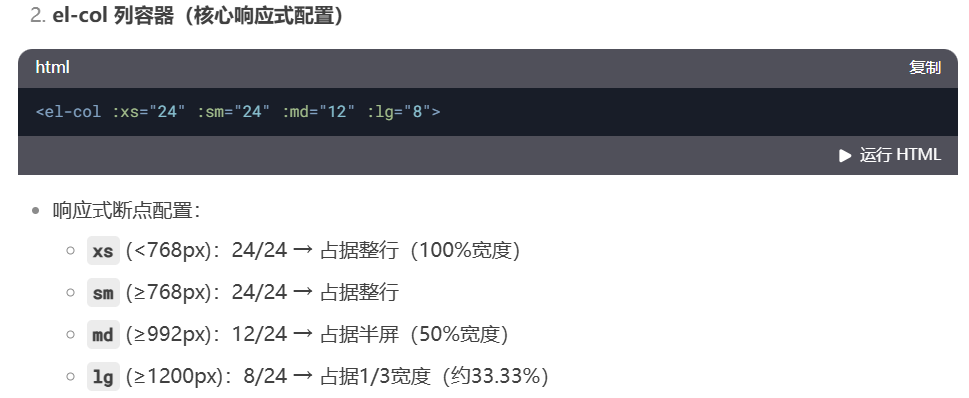 2. el-col 列容器（核心响应式配置）
html 复制
<el-col :xs="24" :sm="24" :md="12" :lg="8">
▶ 运行 HTML
• 响应式断点配置：
◦ xs (<768px)：24/24 → 占据整行（100%宽度）
◦ sm (≥768px)：24/24 → 占据整行
◦ md (≥992px)：12/24 → 占据半屏（50%宽度）
◦ lg (≥1200px)：8/24 → 占据1/3宽度（约33.33%）